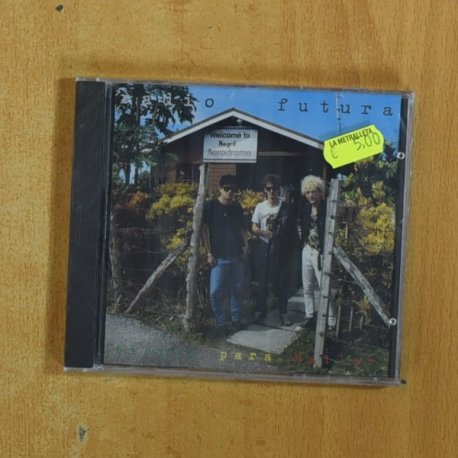 futura
Welcome to
Negril
Aerodrome
LA METRALLETA
€ 5,00
para